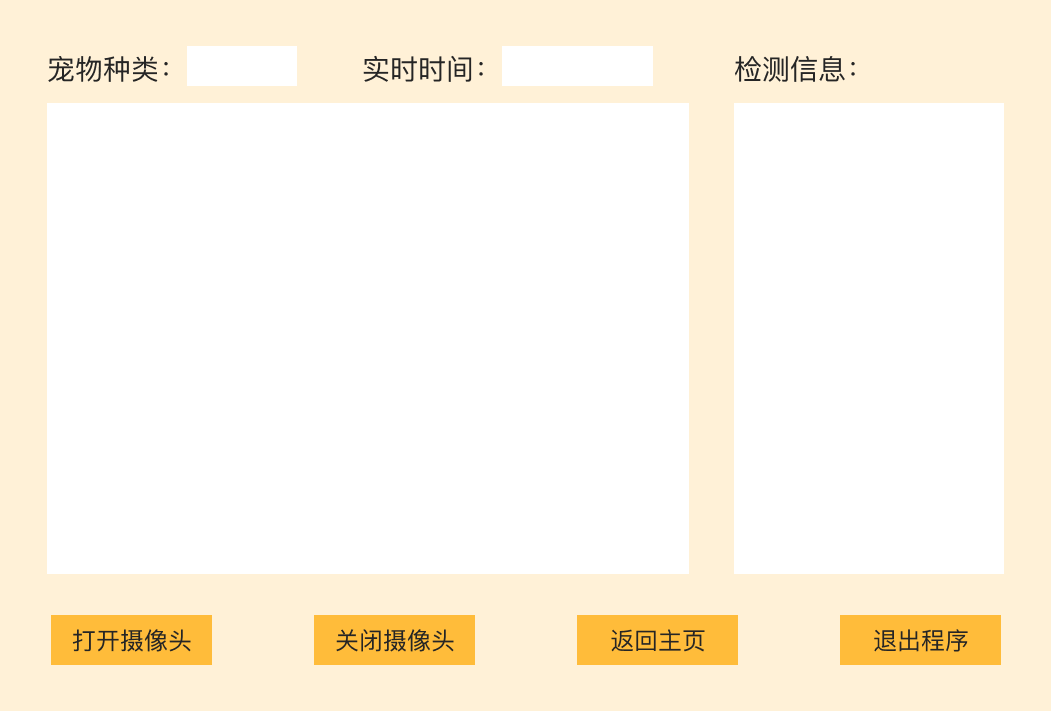 宠物种类：
实时时间：
检测信息：
打开摄像头
关闭摄像头
返回主页
退出程序